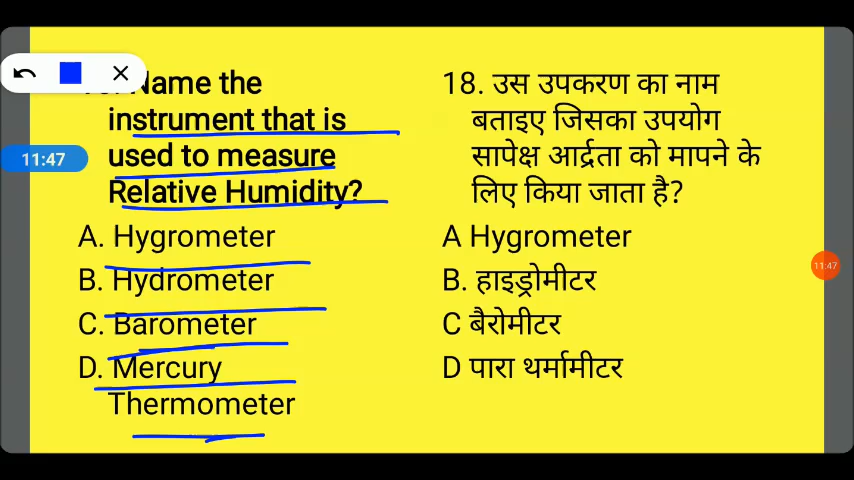 Name the
instrument that is
used to measure
Relative Humidity?
A. Hygrometer
B. Hydrometer
C. Barometer
D. Mercury
Thermometer
18. उस उपकरण का नाम
बताइए जिसका उपयोग
सापेक्ष आर्द्रता को मापने के
लिए किया जाता है?
A Hygrometer
B. हाइड्रोमीटर
C बैरोमीटर
D पारा थर्मामीटर
11:47
11:47